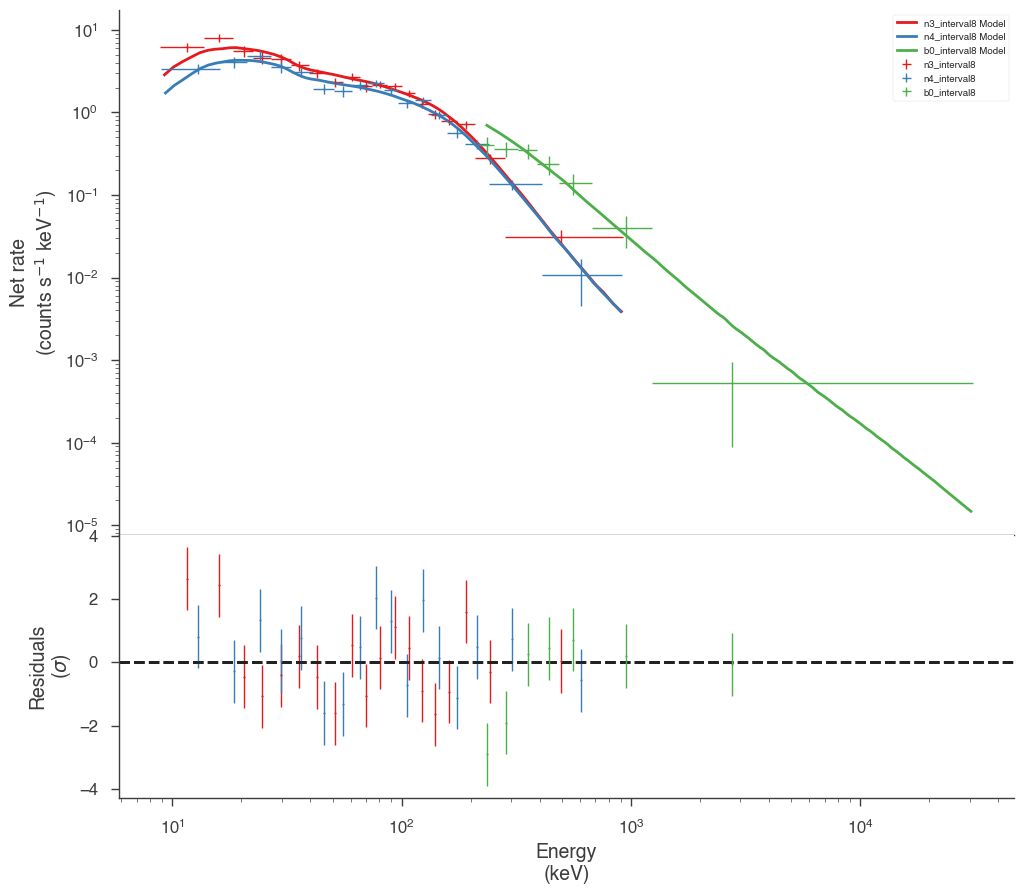 n3_interval8 Model
n4_interval8 Model
b0_interval8 Model
n3_interval8
n4_interval8
b0_interval8
Net rate
(counts s⁻¹ keV⁻¹)
10¹
10⁰
10⁻¹
10⁻²
10⁻³
10⁻⁴
10⁻⁵
Residuals
(σ)
4
2
0
−2
−4
10¹ 10² 10³ 10⁴
Energy
(keV)